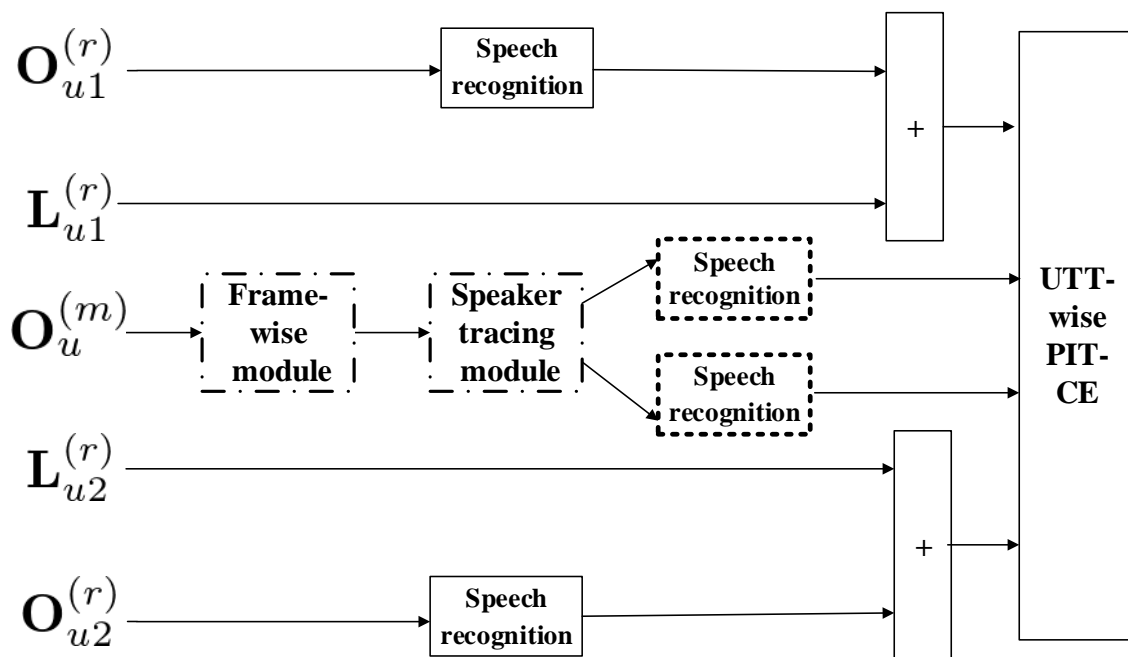 O_{u1}^{(r)}
Speech
recognition
+
L_{u1}^{(r)}
O_u^{(m)}
Frame-
wise
module
Speaker
tracing
module
Speech
recognition
Speech
recognition
UTT-
wise
PIT-
CE
L_{u2}^{(r)}
+
O_{u2}^{(r)}
Speech
recognition